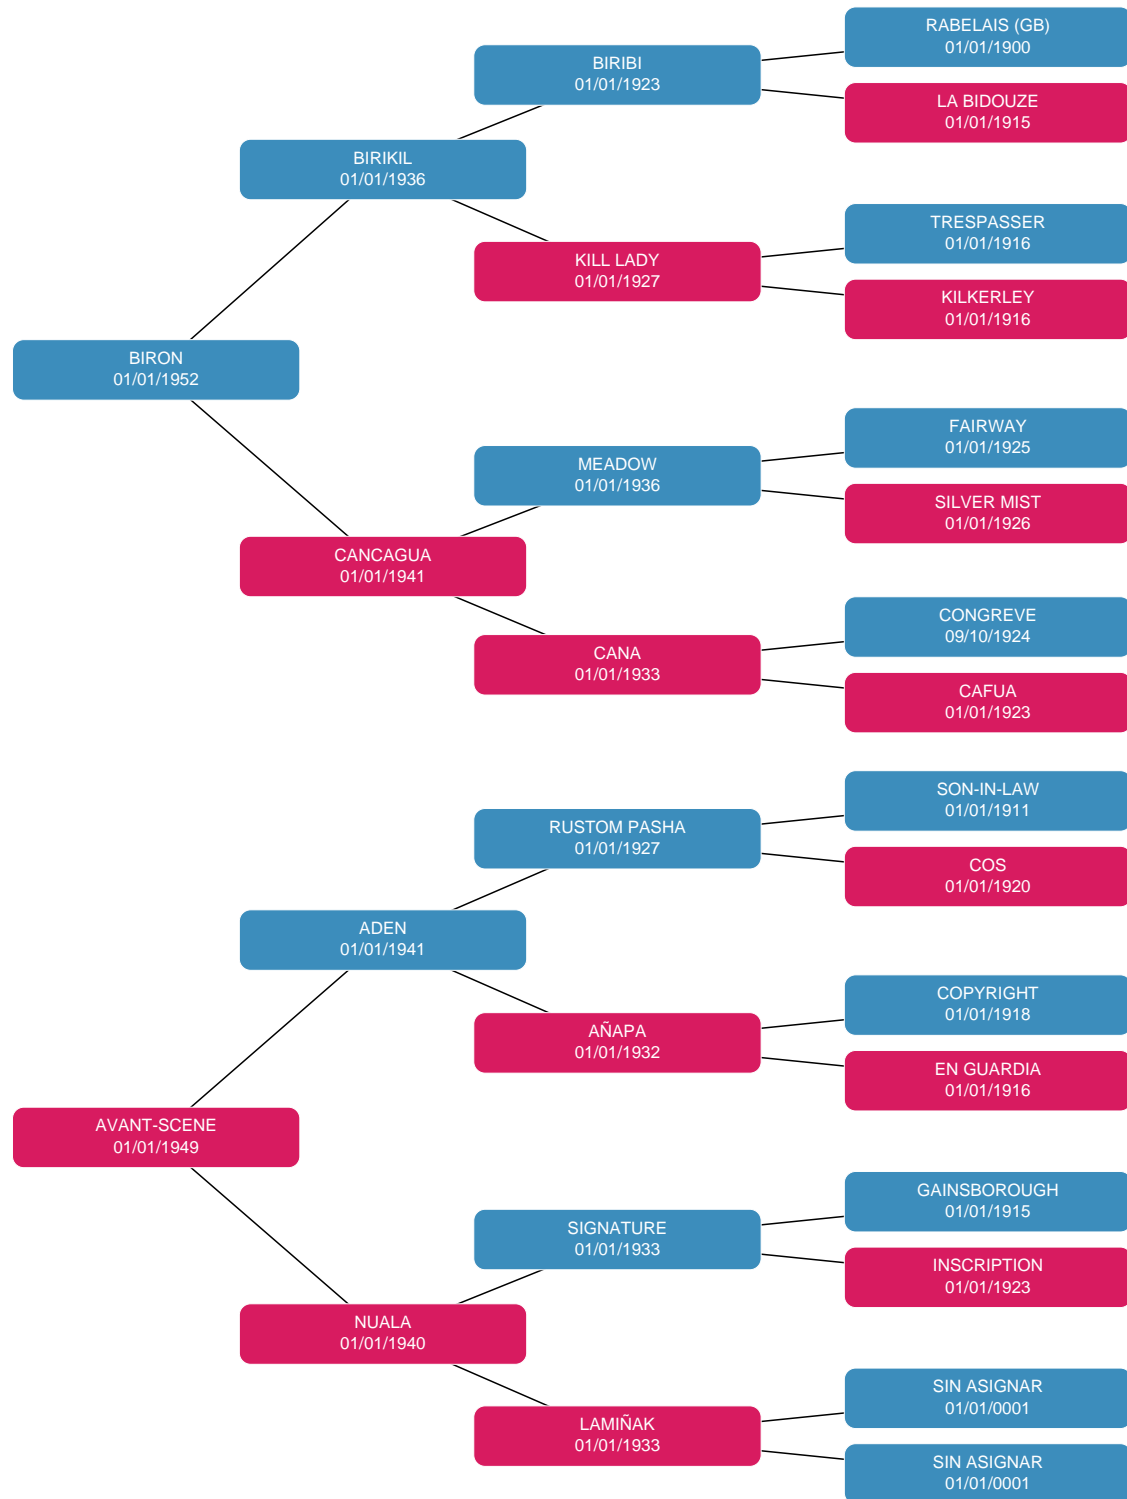 RABELAIS (GB)
01/01/1900
BIRIBI
01/01/1923
LA BIDOUZE
01/01/1915
BIRIKIL
01/01/1936
TRESPASSER
01/01/1916
KILL LADY
01/01/1927
KILKERLEY
01/01/1916
BIRON
01/01/1952
FAIRWAY
01/01/1925
MEADOW
01/01/1936
SILVER MIST
01/01/1926
CANCAGUA
01/01/1941
CONGREVE
09/10/1924
CANA
01/01/1933
CAFUA
01/01/1923
SON-IN-LAW
01/01/1911
RUSTOM PASHA
01/01/1927
COS
01/01/1920
ADEN
01/01/1941
COPYRIGHT
01/01/1918
AÑAPA
01/01/1932
EN GUARDIA
01/01/1916
AVANT-SCENE
01/01/1949
GAINSBOROUGH
01/01/1915
SIGNATURE
01/01/1933
INSCRIPTION
01/01/1923
NUALA
01/01/1940
SIN ASIGNAR
01/01/0001
LAMIÑAK
01/01/1933
SIN ASIGNAR
01/01/0001